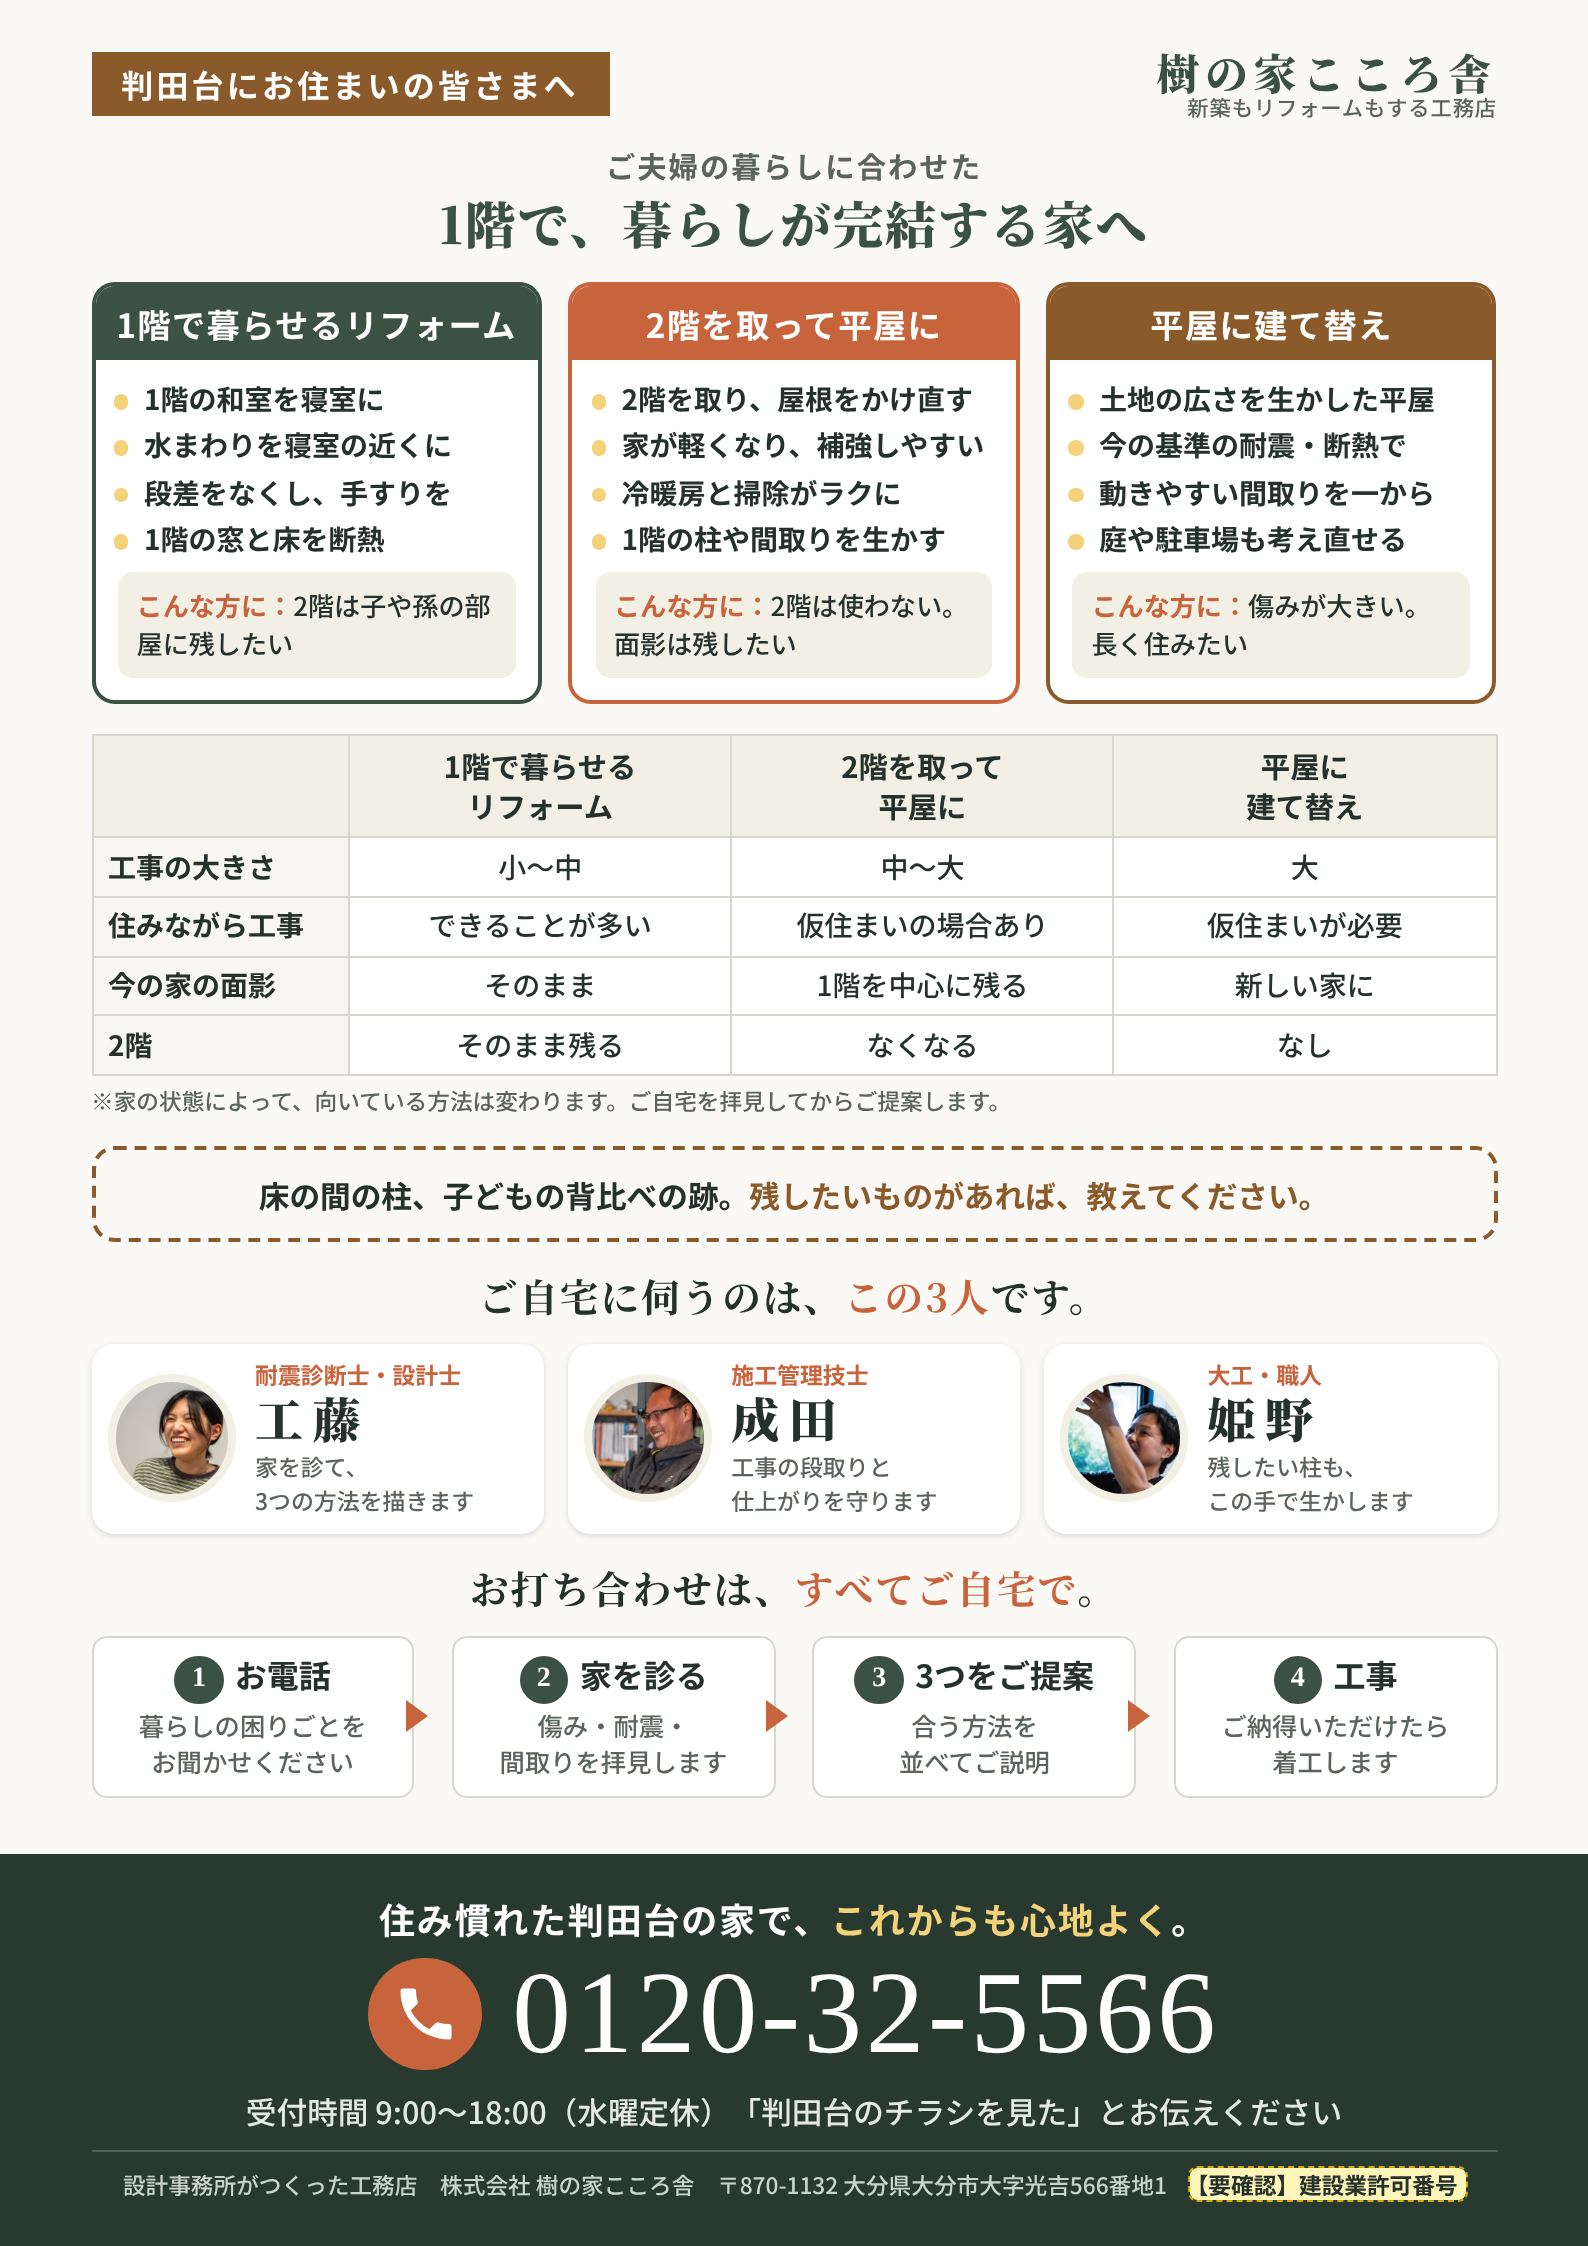 判田台にお住まいの皆さまへ
樹の家こころ舎
新築もリフォームもする工務店
ご夫婦の暮らしに合わせた
1階で、暮らしが完結する家へ
1階で暮らせるリフォーム
1階の和室を寝室に
水まわりを寝室の近くに
段差をなくし、手すりを
1階の窓と床を断熱
こんな方に：2階は子や孫の部
屋に残したい
2階を取って平屋に
2階を取り、屋根をかけ直す
家が軽くなり、補強しやすい
冷暖房と掃除がラクに
1階の柱や間取りを生かす
こんな方に：2階は使わない。
面影は残したい
平屋に建て替え
土地の広さを生かした平屋
今の基準の耐震・断熱で
動きやすい間取りを一から
庭や駐車場も考え直せる
こんな方に：傷みが大きい。
長く住みたい
1階で暮らせる
リフォーム
2階を取って
平屋に
平屋に
建て替え
工事の大きさ 小〜中 中〜大 大
住みながら工事 できることが多い 仮住まいの場合あり 仮住まいが必要
今の家の面影 そのまま 1階を中心に残る 新しい家に
2階 そのまま残る なくなる なし
※家の状態によって、向いている方法は変わります。ご自宅を拝見してからご提案します。
床の間の柱、子どもの背比べの跡。残したいものがあれば、教えてください。
ご自宅に伺うのは、この3人です。
耐震診断士・設計士
工藤
家を診て、
3つの方法を描きます
施工管理技士
成田
工事の段取りと
仕上がりを守ります
大工・職人
姫野
残したい柱も、
この手で生かします
お打ち合わせは、すべてご自宅で。
1 お電話
暮らしの困りごとを
お聞かせください
2 家を診る
傷み・耐震・
間取りを拝見します
3 3つをご提案
合う方法を
並べてご説明
4 工事
ご納得いただけたら
着工します
住み慣れた判田台の家で、これからも心地よく。
0120-32-5566
受付時間 9:00〜18:00（水曜定休）「判田台のチラシを見た」とお伝えください
設計事務所がつくった工務店 株式会社 樹の家こころ舎 〒870-1132 大分県大分市大字光吉566番地1 【要確認】建設業許可番号